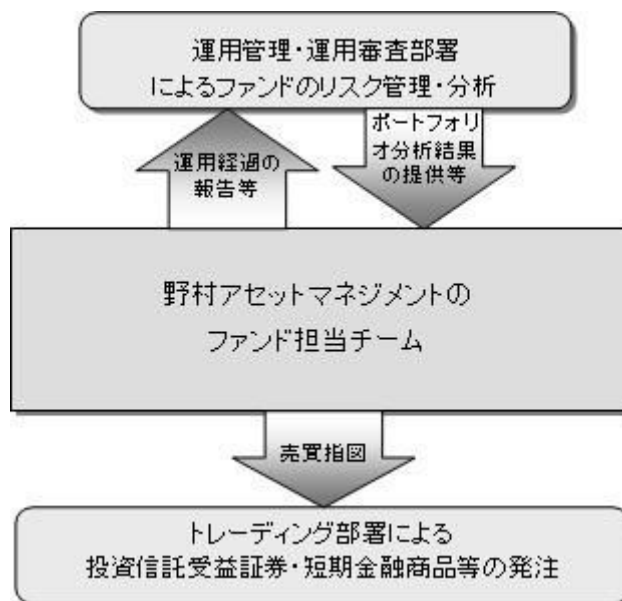 運用管理・運用審査部署
によるファンドのリスク管理・分析
運用経過の
報告等
ポートフォリ
オ分析結果
の提供等
野村アセットマネジメントの
ファンド担当チーム
売買指図
トレーディング部署による
投資信託受益証券・短期金融商品等の発注